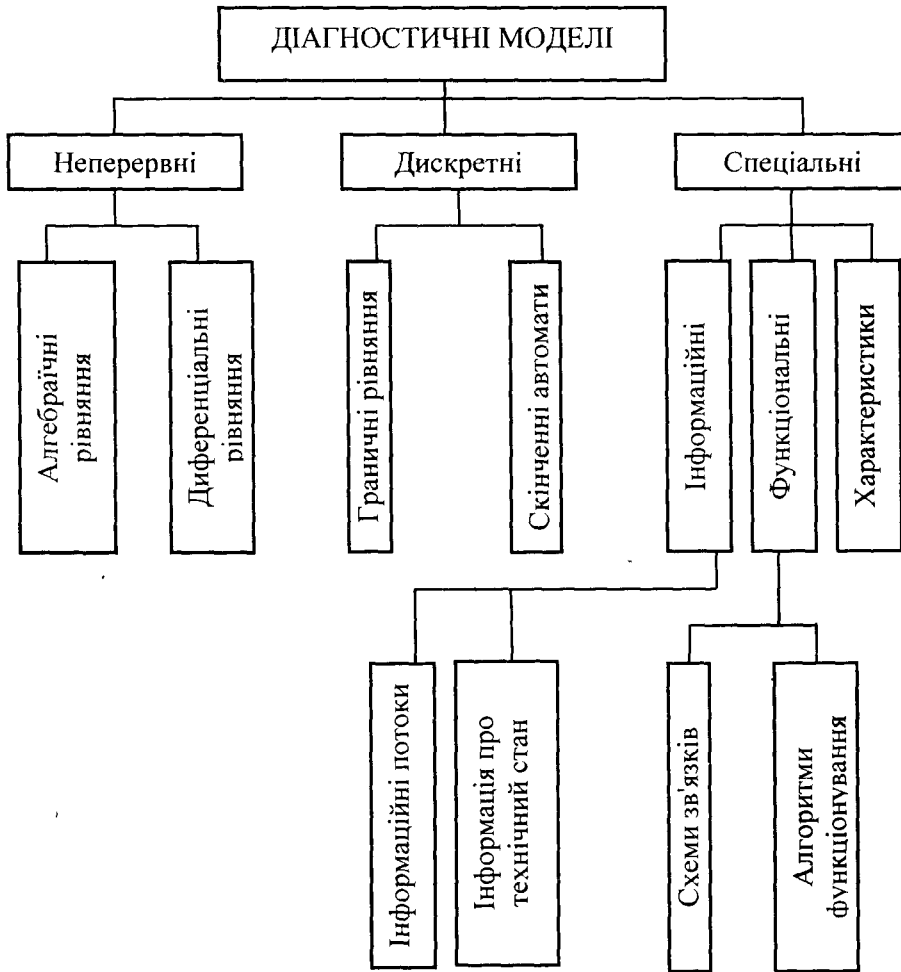 ДІАГНОСТИЧНІ МОДЕЛІ
Неперервні
Дискретні
Спеціальні
Алгебраїчні
рівняння
Диференціальні
рівняння
Граничні рівняння
Скінченні автомати
Інформаційні
Функціональні
Характеристики
Інформаційні потоки
Інформація про
технічний стан
Схеми зв'язків
Алгоритми
функціонування